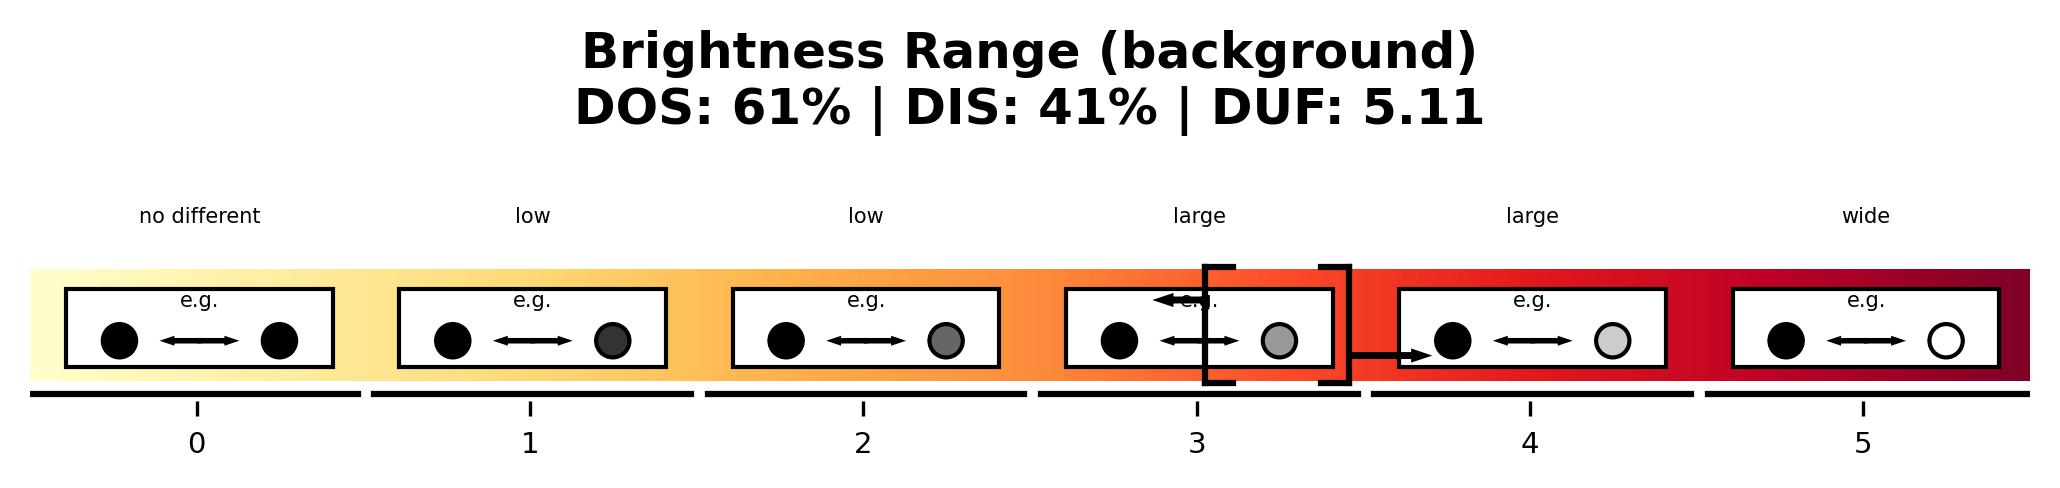 Brightness Range (background)
DOS: 61% | DIS: 41% | DUF: 5.11
no different low low large large wide
e.g. e.g. e.g. e.g. e.g. e.g.
0 1 2 3 4 5